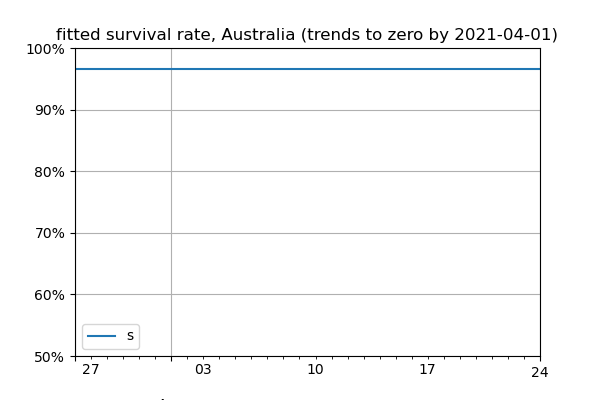 fitted survival rate, Australia (trends to zero by 2021-04-01)
100%
90%
80%
70%
60%
50%
s
27 03 10 17 24